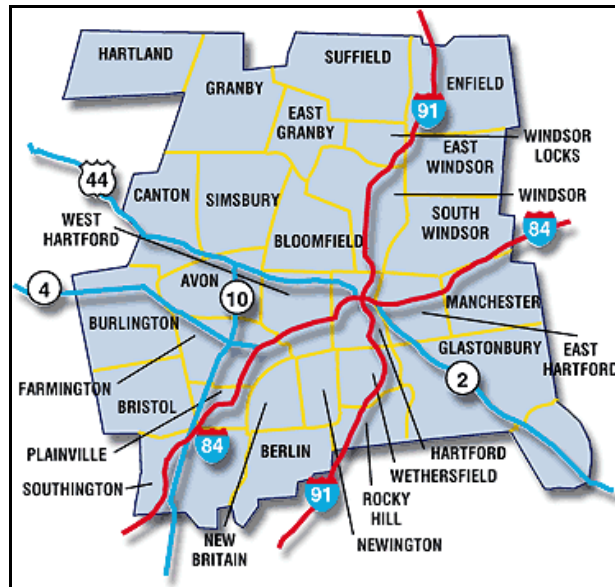 HARTLAND
SUFFIELD
GRANBY
ENFIELD
EAST
GRANBY
91
WINDSOR
LOCKS
EAST
WINDSOR
44
CANTON
SIMSBURY
WINDSOR
WEST
HARTFORD
BLOOMFIELD
SOUTH
WINDSOR
84
AVON
4
10
BURLINGTON
MANCHESTER
EAST
HARTFORD
GLASTONBURY
FARMINGTON
2
BRISTOL
PLAINVILLE
84
BERLIN
HARTFORD
WETHERSFIELD
SOUTHINGTON
91
ROCKY
HILL
NEW
BRITAIN
NEWINGTON